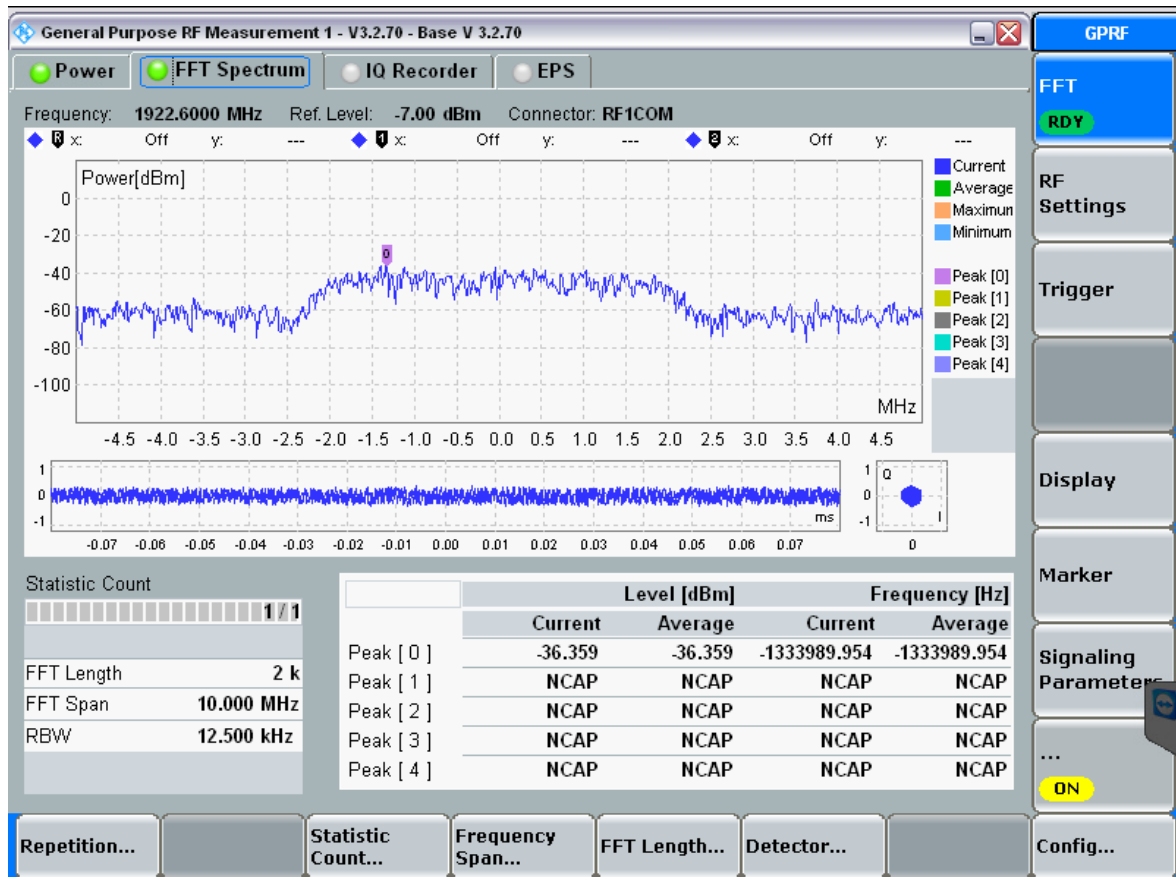 General Purpose RF Measurement 1 - V3.2.70 - Base V 3.2.70
GPRF
Power FFT Spectrum IQ Recorder EPS
FFT
RDY
Frequency: 1922.6000 MHz Ref. Level: -7.00 dBm Connector: RF1COM
R x: Off y: --- 1 x: Off y: --- 2 x: Off y: ---
Power[dBm]
0
-20
-40
-60
-80
-100
0
MHz
-4.5 -4.0 -3.5 -3.0 -2.5 -2.0 -1.5 -1.0 -0.5 0.0 0.5 1.0 1.5 2.0 2.5 3.0 3.5 4.0 4.5
Current
Average
Maximun
Minimum
Peak [0]
Peak [1]
Peak [2]
Peak [3]
Peak [4]
RF
Settings
Trigger
1
0
-1
ms
-0.07 -0.06 -0.05 -0.04 -0.03 -0.02 -0.01 0.00 0.01 0.02 0.03 0.04 0.05 0.06 0.07
1
Q
0
-1
I
0
Display
Marker
Statistic Count
1 / 1
FFT Length 2 k
FFT Span 10.000 MHz
RBW 12.500 kHz
Level [dBm] Frequency [Hz]
Current Average Current Average
Peak [ 0 ] -36.359 -36.359 -1333989.954 -1333989.954
Peak [ 1 ] NCAP NCAP NCAP NCAP
Peak [ 2 ] NCAP NCAP NCAP NCAP
Peak [ 3 ] NCAP NCAP NCAP NCAP
Peak [ 4 ] NCAP NCAP NCAP NCAP
Signaling
Parameters
...
ON
Repetition...
Statistic
Count...
Frequency
Span...
FFT Length...
Detector...
Config...